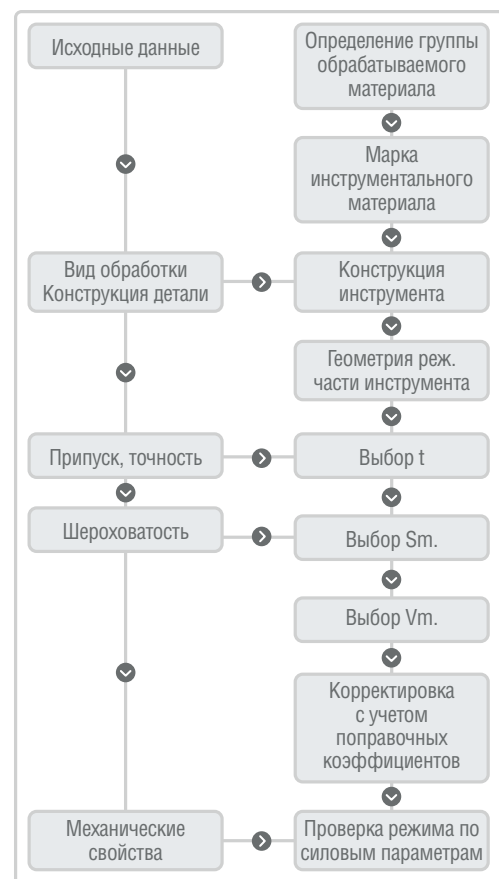 Исходные данные
Определение группы
обрабатываемого
материала
Марка
инструментального
материала
Вид обработки
Конструкция детали
Конструкция
инструмента
Геометрия реж.
части инструмента
Припуск, точность
Выбор t
Шероховатость
Выбор Sm.
Выбор Vm.
Корректировка
с учетом
поправочных
коэффициентов
Механические
свойства
Проверка режима по
силовым параметрам